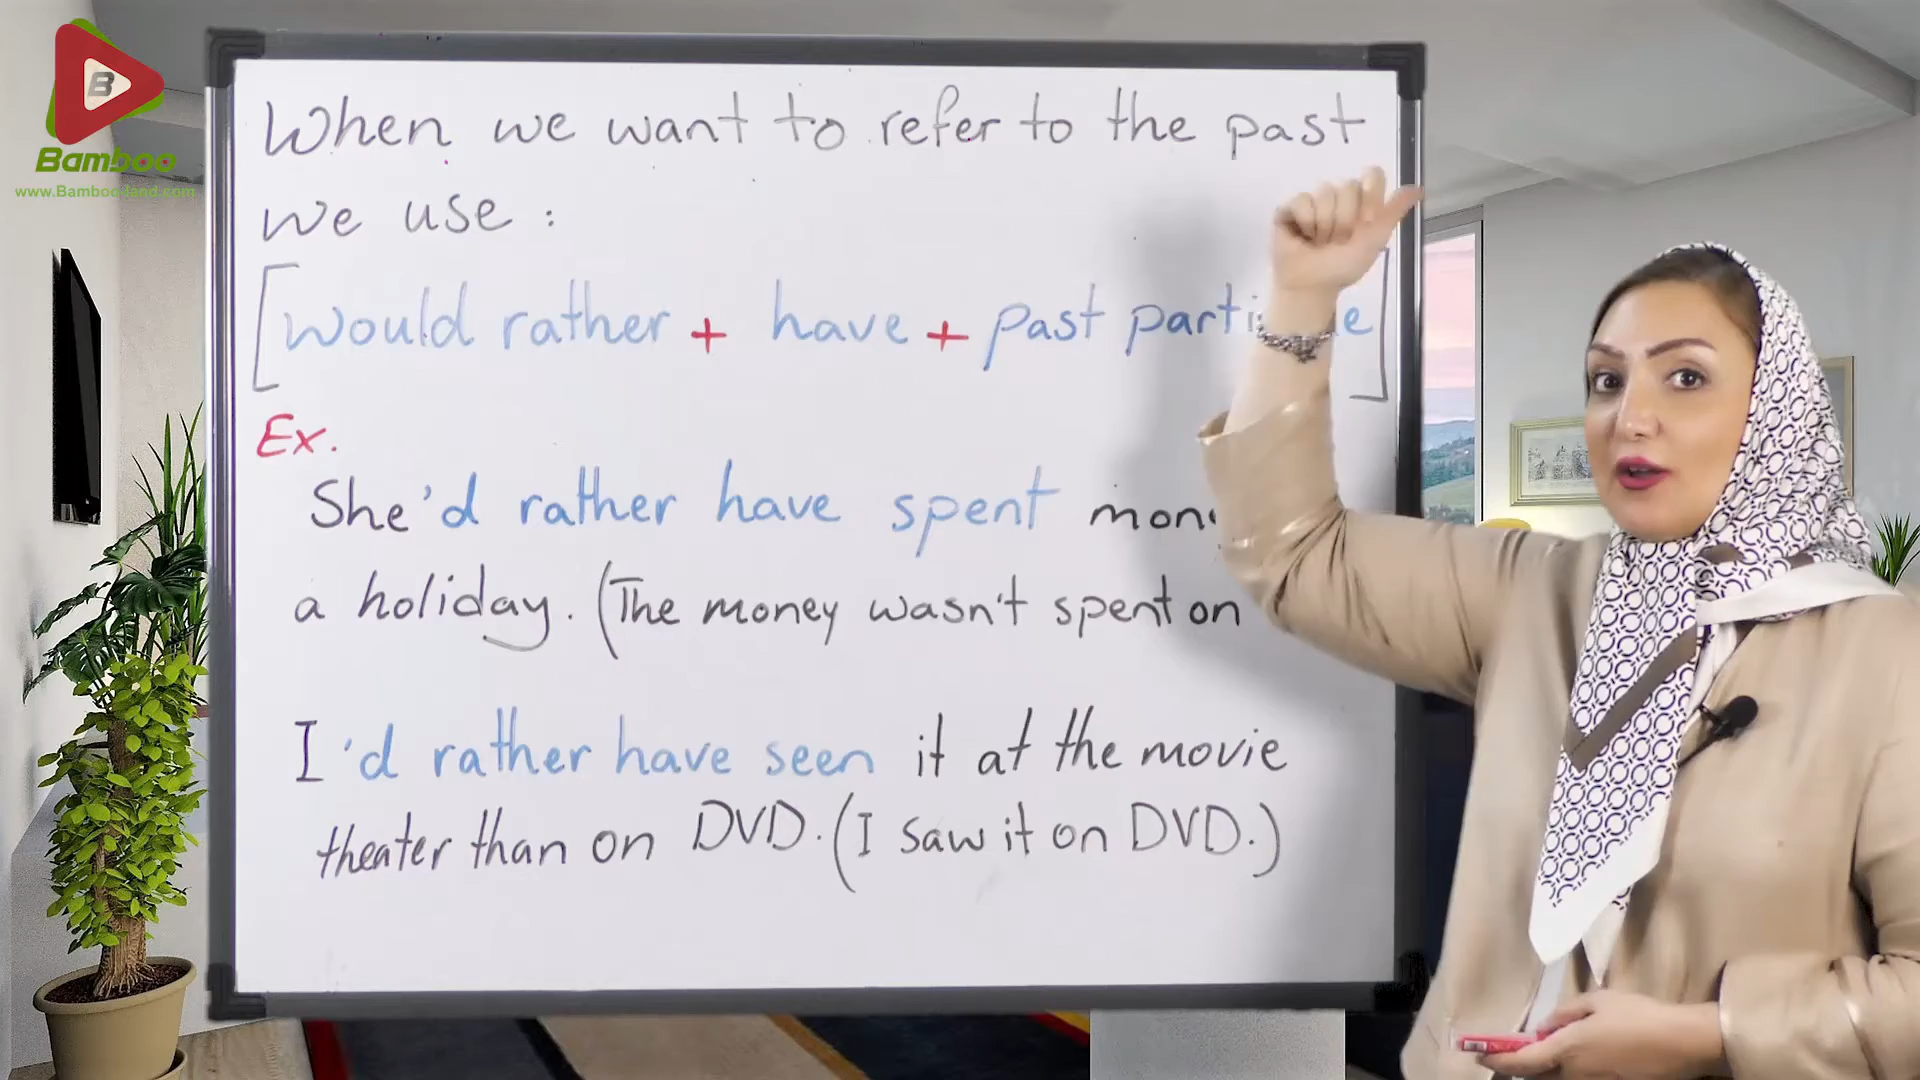 B
Bamboo
www.Bamboo-land.com
When we want to refer to the past
we use :
[would rather + have + past participle]
Ex.
She'd rather have spent
a holiday. (The money wasn't spent on
I'd rather have seen it at the movie
theater than on DVD. (I saw it on DVD.)